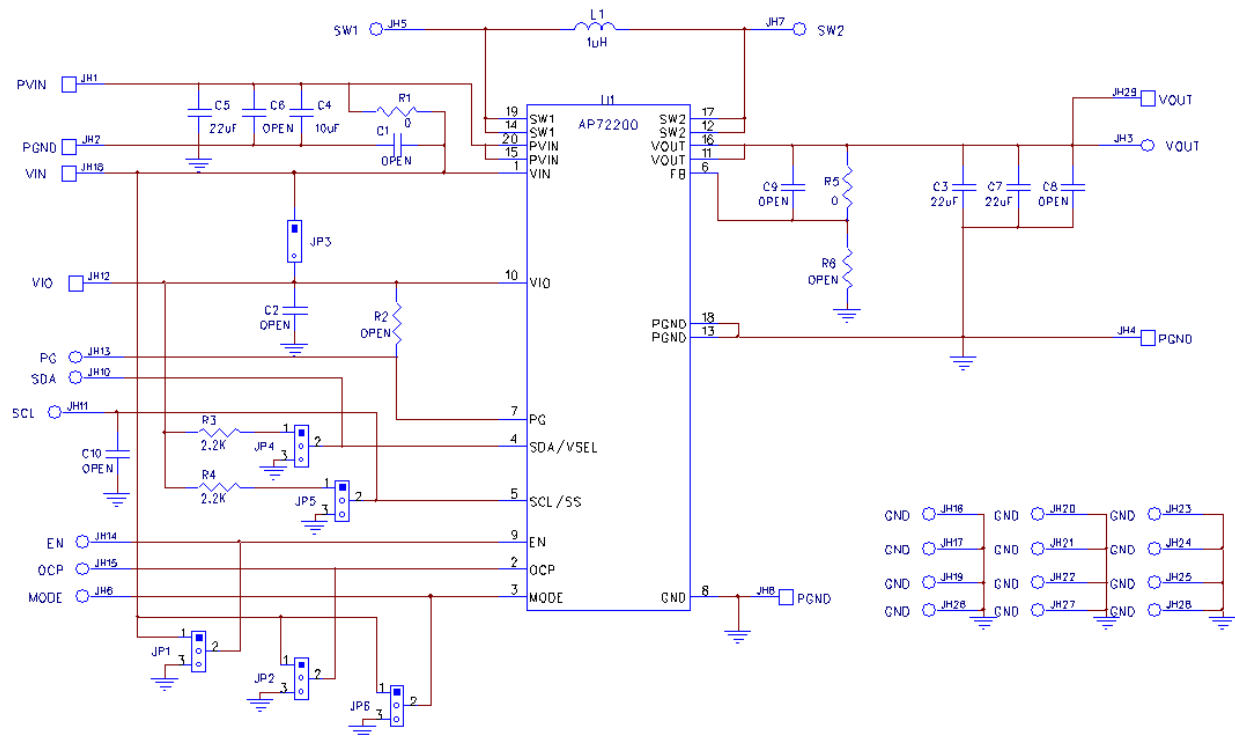 L1
SW1 JH5 1uH JH7 SW2
PVIN JH1
C5 22uF
C6 OPEN
C4 10uF
R1 0
C1 OPEN
PGND JH2
VIN JH18
U1
AP72200
19 SW1
14 SW1
20 PVIN
15 PVIN
1 VIN
SW2 17
SW2 12
VOUT 16
VOUT 11
FB 6
JH29 VOUT
JH3 VOUT
C9 OPEN
R5 0
C3 22uF
C7 22uF
C8 OPEN
R6 OPEN
JP3
VIO JH12
10 VIO
C2 OPEN
R2 OPEN
PGND 18
PGND 13
JH4 PGND
PG JH13
SDA JH10
SCL JH11
7 PG
R3 2.2K
JP4 1 2 3
4 SDA/VSEL
C10 OPEN
R4 2.2K
JP5 1 2 3
5 SCL/SS
EN JH14
9 EN
OCP JH15
2 OCP
MODE JH6
3 MODE
GND 8
JH8 PGND
JP1 1 2 3
JP2 1 2 3
JP6 1 2 3
GND JH16 GND JH20 GND JH23
GND JH17 GND JH21 GND JH24
GND JH19 GND JH22 GND JH25
GND JH26 GND JH27 GND JH28